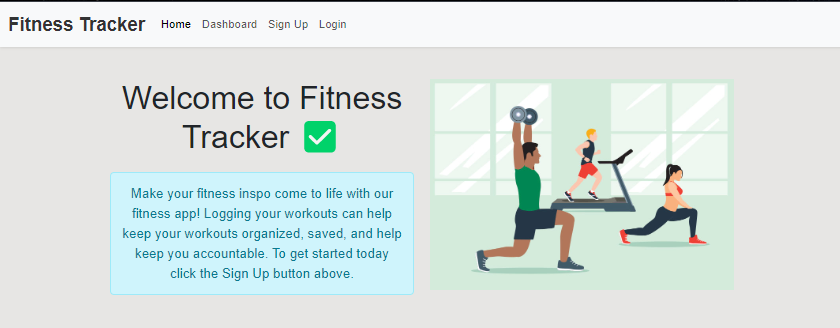 Fitness Tracker Home Dashboard Sign Up Login
Welcome to Fitness
Tracker ✅
Make your fitness inspo come to life with our
fitness app! Logging your workouts can help
keep your workouts organized, saved, and help
keep you accountable. To get started today
click the Sign Up button above.